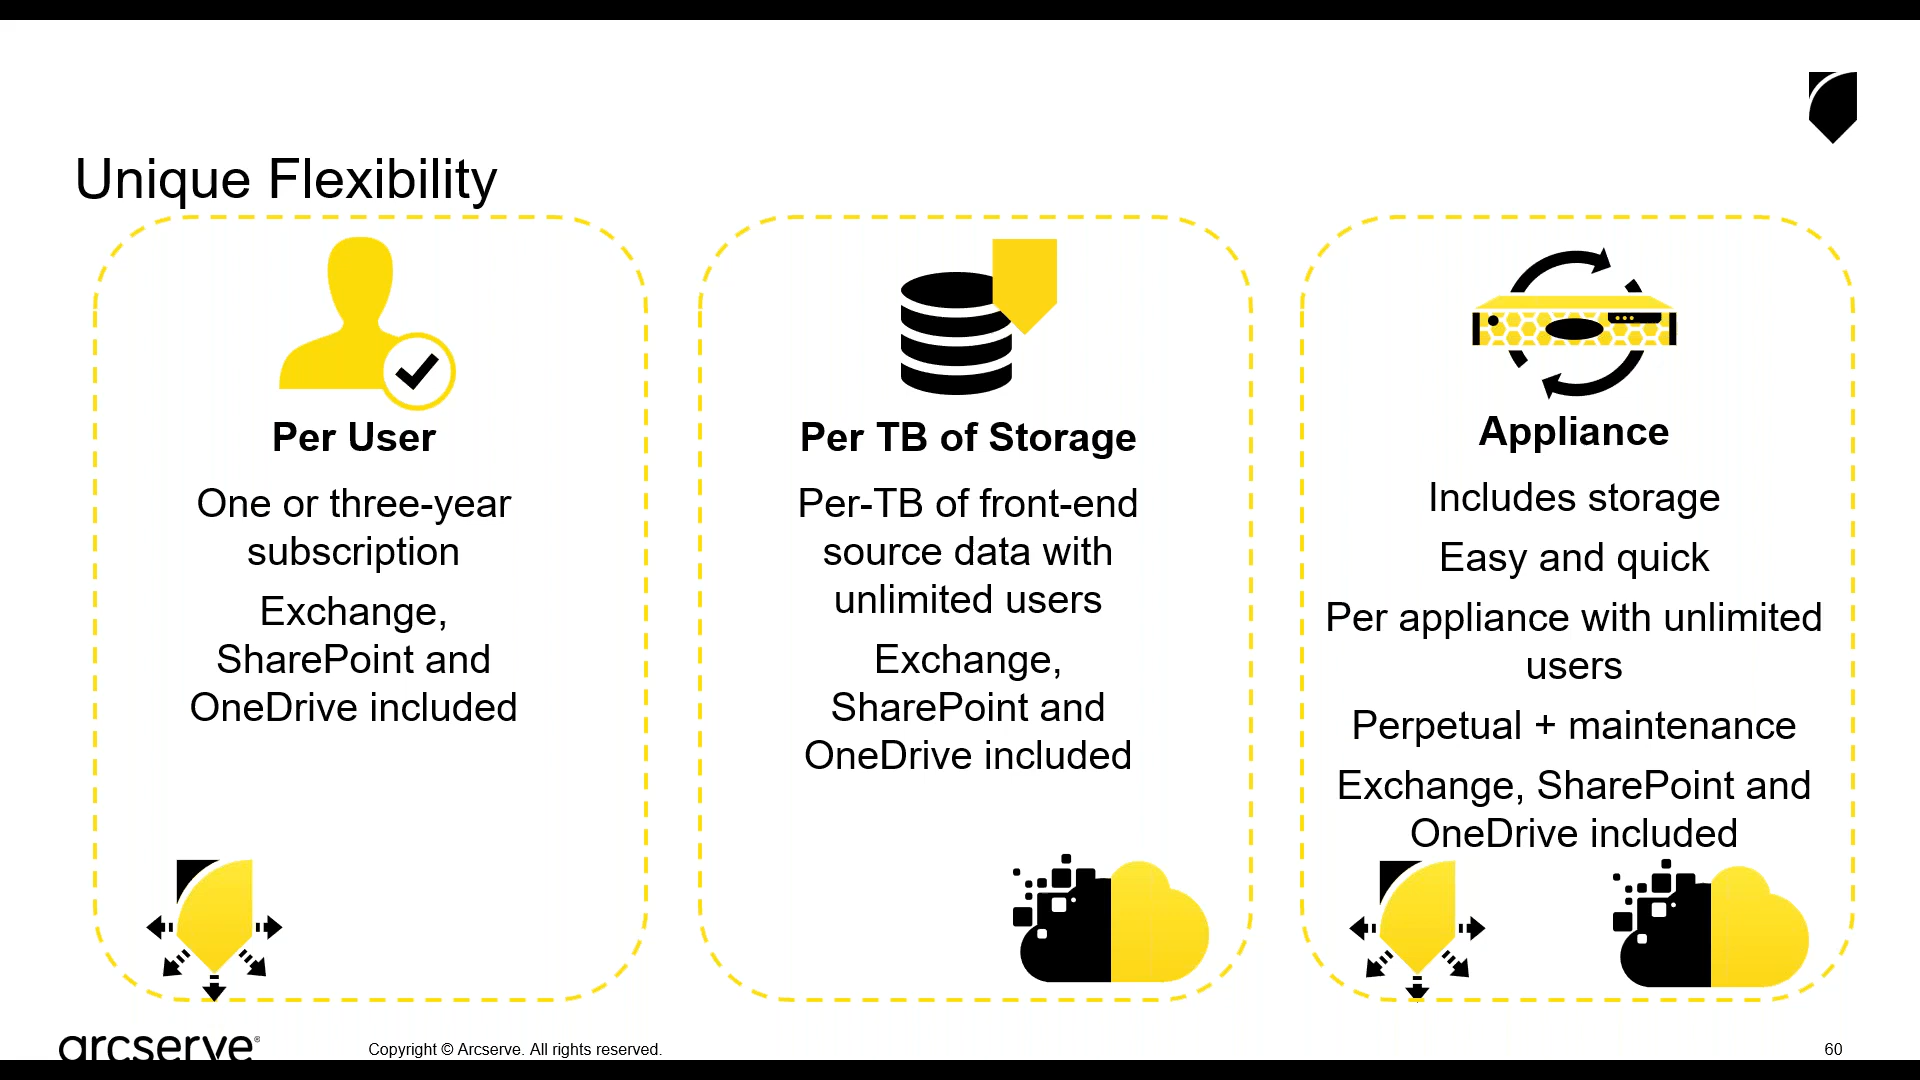 Unique Flexibility
Per User
One or three-year
subscription
Exchange,
SharePoint and
OneDrive included
Per TB of Storage
Per-TB of front-end
source data with
unlimited users
Exchange,
SharePoint and
OneDrive included
Appliance
Includes storage
Easy and quick
Per appliance with unlimited
users
Perpetual + maintenance
Exchange, SharePoint and
OneDrive included
arcserve®
Copyright © Arcserve. All rights reserved.
60